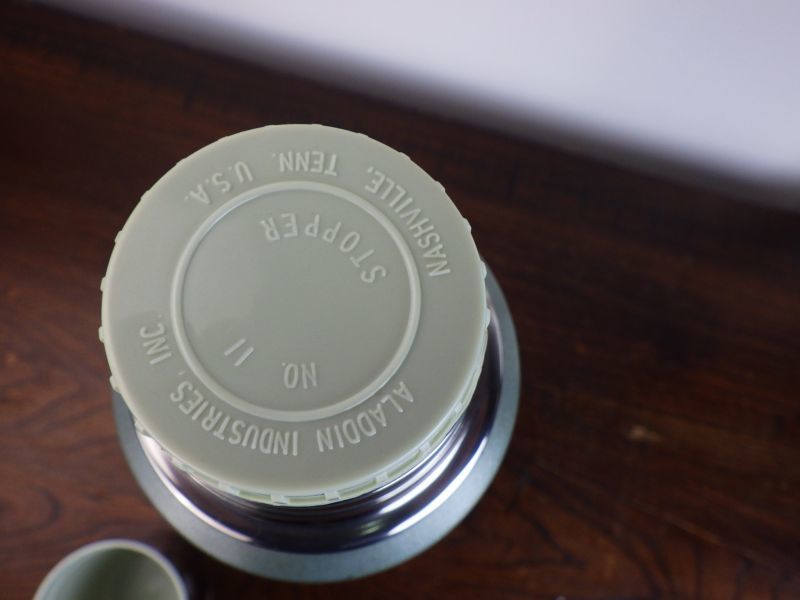 ALADDIN INDUSTRIES, INC.
NASHVILLE, TENN. U.S.A.
STOPPER
NO. 11